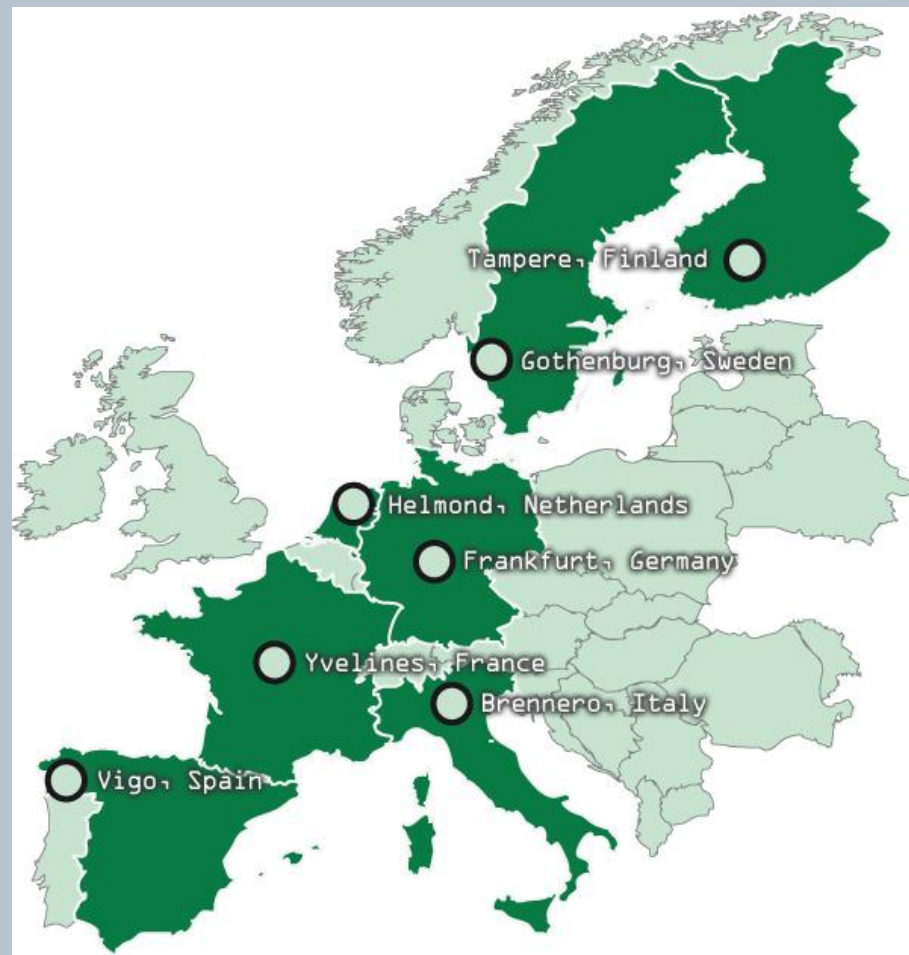 Tampere, Finland
Gothenburg, Sweden
Helmond, Netherlands
Frankfurt, Germany
Yvelines, France
Brennero, Italy
Vigo, Spain